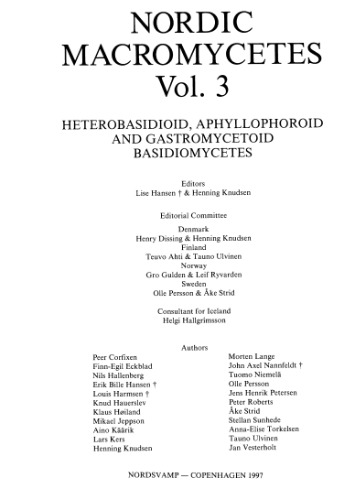 NORDIC
MACROMYCETES
Vol. 3
HETEROBASIDIOID, APHYLLOPHOROID
AND GASTROMYCETOID
BASIDIOMYCETES
Editors
Lise Hansen † & Henning Knudsen
Editorial Committee
Denmark
Henry Dissing & Henning Knudsen
Finland
Teuvo Ahti & Tauno Ulvinen
Norway
Gro Gulden & Leif Ryvarden
Sweden
Olle Persson & Åke Strid
Consultant for Iceland
Helgi Hallgrímsson
Authors
Peer Corfixen
Finn-Egil Eckblad
Nils Hallenberg
Erik Bille Hansen †
Louis Harmsen †
Knud Hauerslev
Klaus Høiland
Mikael Jeppson
Aino Käärik
Lars Kers
Henning Knudsen
Morten Lange
John Axel Nannfeldt †
Tuomo Niemelä
Olle Persson
Jens Henrik Petersen
Peter Roberts
Åke Strid
Stellan Sunhede
Anna-Elise Torkelsen
Tauno Ulvinen
Jan Vesterholt
NORDSVAMP — COPENHAGEN 1997